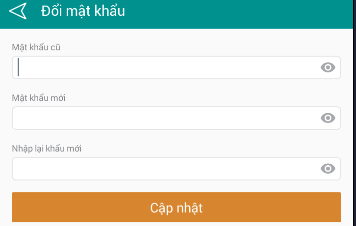 Đổi mật khẩu
Mật khẩu cũ
Mật khẩu mới
Nhập lại khẩu mới
Cập nhật